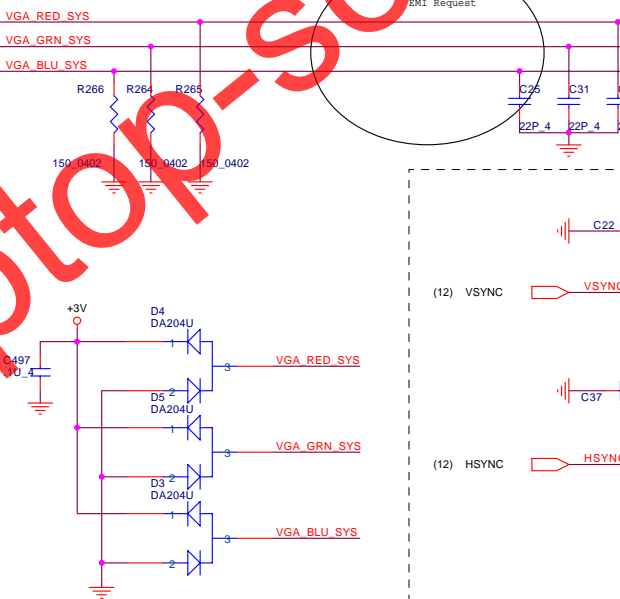 EMI Request
VGA_RED_SYS
VGA_GRN_SYS
VGA_BLU_SYS
R266 R264 R265
C25 C31
22P_4 22P_4
150_0402 150_0402 150_0402
C22
(12) VSYNC VSYNC
+3V
D4
DA204U
1
C497
.1U_4
3 VGA_RED_SYS
2
D5
DA204U
C37
1
3 VGA_GRN_SYS
(12) HSYNC HSYNC
2
D3
DA204U
1
3 VGA_BLU_SYS
2
ptop-sc